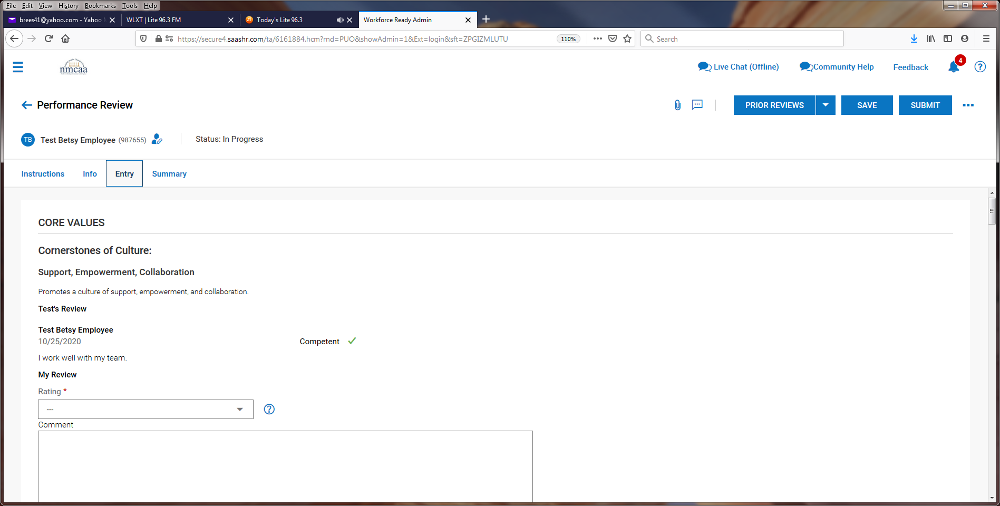 File Edit View History Bookmarks Tools Help
brees41@yahoo.com - Yahoo
WLXT | Lite 96.3 FM
Today's Lite 96.3
Workforce Ready Admin
https://secure4.saashr.com/ta/6161884.hcm?rnd=PUO&showAdmin=1&Ext=login&sft=ZPGIZMLUTU
110%
Search
nmcaa
Live Chat (Offline)
Community Help
Feedback
4
Performance Review
PRIOR REVIEWS
SAVE
SUBMIT
TB
Test Betsy Employee (987655)
Status: In Progress
Instructions
Info
Entry
Summary
CORE VALUES
Cornerstones of Culture:
Support, Empowerment, Collaboration
Promotes a culture of support, empowerment, and collaboration.
Test's Review
Test Betsy Employee
10/25/2020
Competent
I work well with my team.
My Review
Rating *
---
Comment